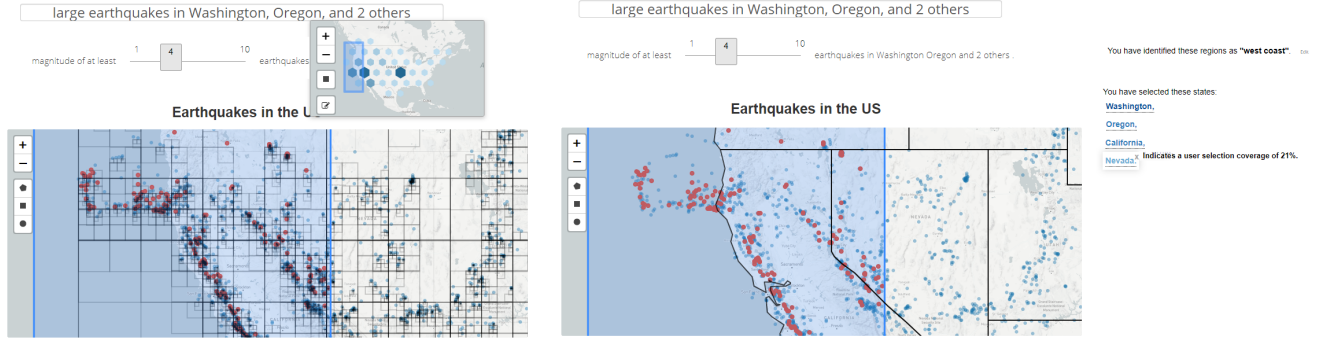 large earthquakes in Washington, Oregon, and 2 others
magnitude of at least
1
4
10
earthquakes
+
−
Earthquakes in the U
+
−
large earthquakes in Washington, Oregon, and 2 others
magnitude of at least
1
4
10
earthquakes in Washington Oregon and 2 others .
Earthquakes in the US
+
−
NEVADA
CALIFORNIA
You have identified these regions as "west coast".
You have selected these states:
Washington,
Oregon,
California,
Nevada,
x
Indicates a user selection coverage of 21%.